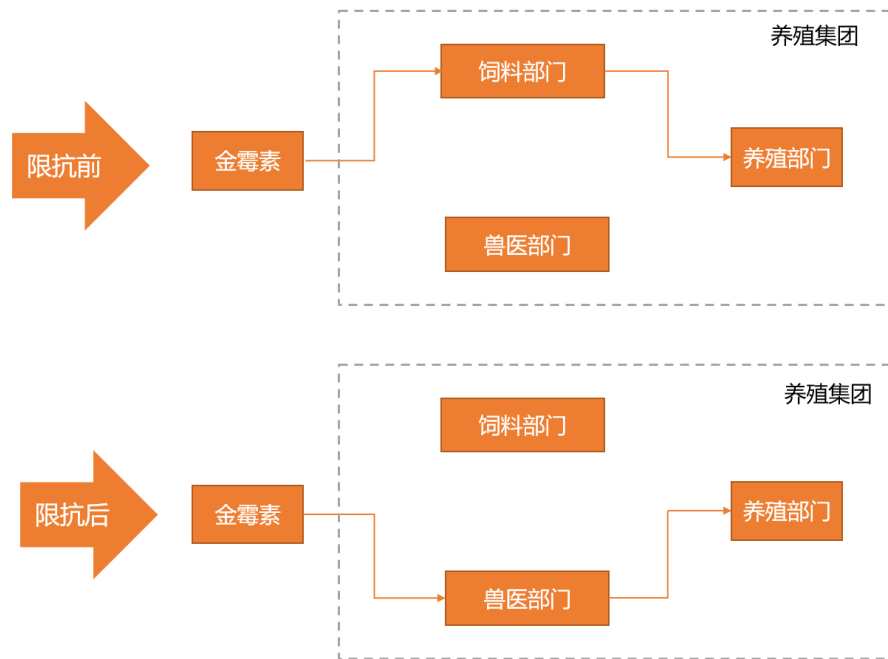 养殖集团
饲料部门
限抗前
金霉素
养殖部门
兽医部门
养殖集团
饲料部门
限抗后
金霉素
养殖部门
兽医部门